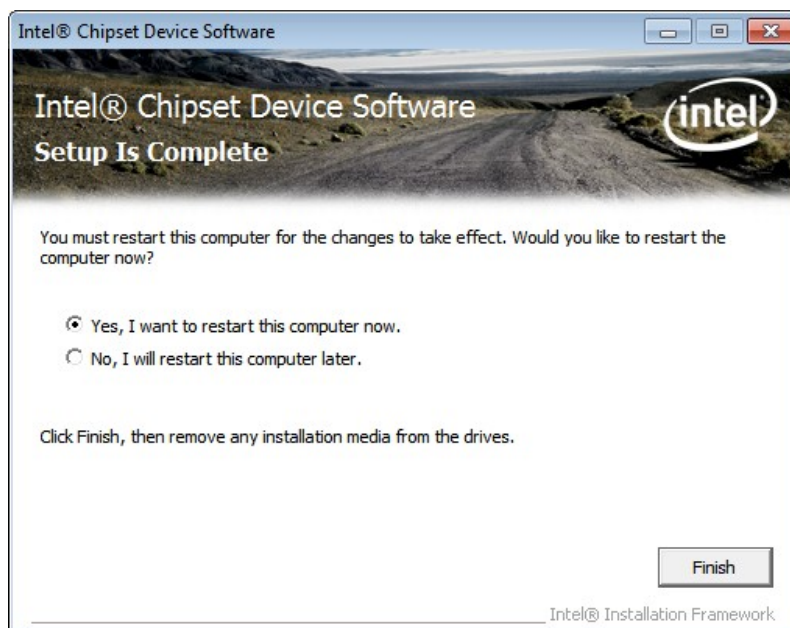 Intel® Chipset Device Software
Intel® Chipset Device Software
intel
Setup Is Complete
You must restart this computer for the changes to take effect. Would you like to restart the
computer now?
Yes, I want to restart this computer now.
No, I will restart this computer later.
Click Finish, then remove any installation media from the drives.
Finish
Intel® Installation Framework